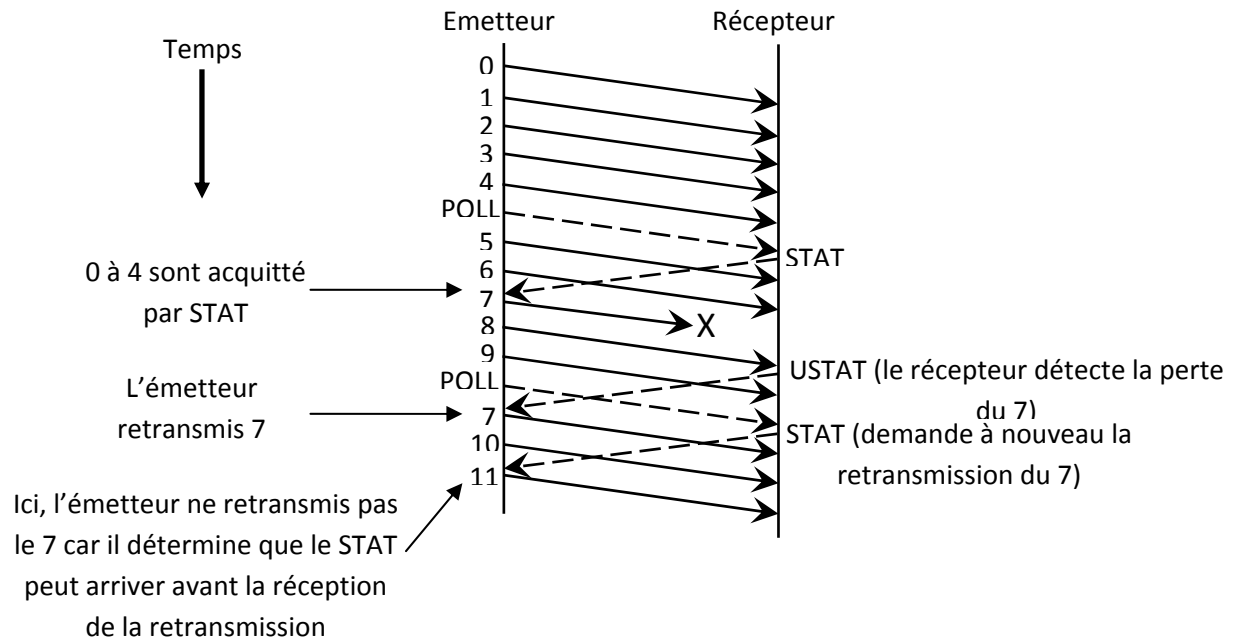 Emetteur
Récepteur
Temps
0
1
2
3
4
POLL
5
STAT
6
0 à 4 sont acquitté
par STAT
7
X
8
9
USTAT (le récepteur détecte la perte
du 7)
POLL
L'émetteur
retransmis 7
7
STAT (demande à nouveau la
retransmission du 7)
10
11
Ici, l'émetteur ne retransmis pas
le 7 car il détermine que le STAT
peut arriver avant la réception
de la retransmission